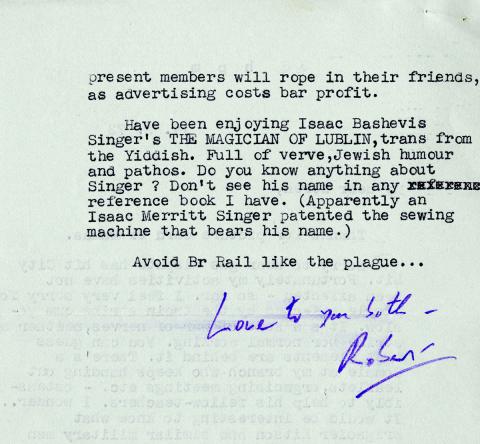 present members will rope in their friends,
as advertising costs bar profit.
Have been enjoying Isaac Bashevis
Singer's THE MAGICIAN OF LUBLIN,trans from
the Yiddish. Full of verve,Jewish humour
and pathos. Do you know anything about
Singer ? Don't see his name in any
reference book I have. (Apparently an
Isaac Merritt Singer patented the sewing
machine that bears his name.)
Avoid Br Rail like the plague...
Love to you both -
Robert